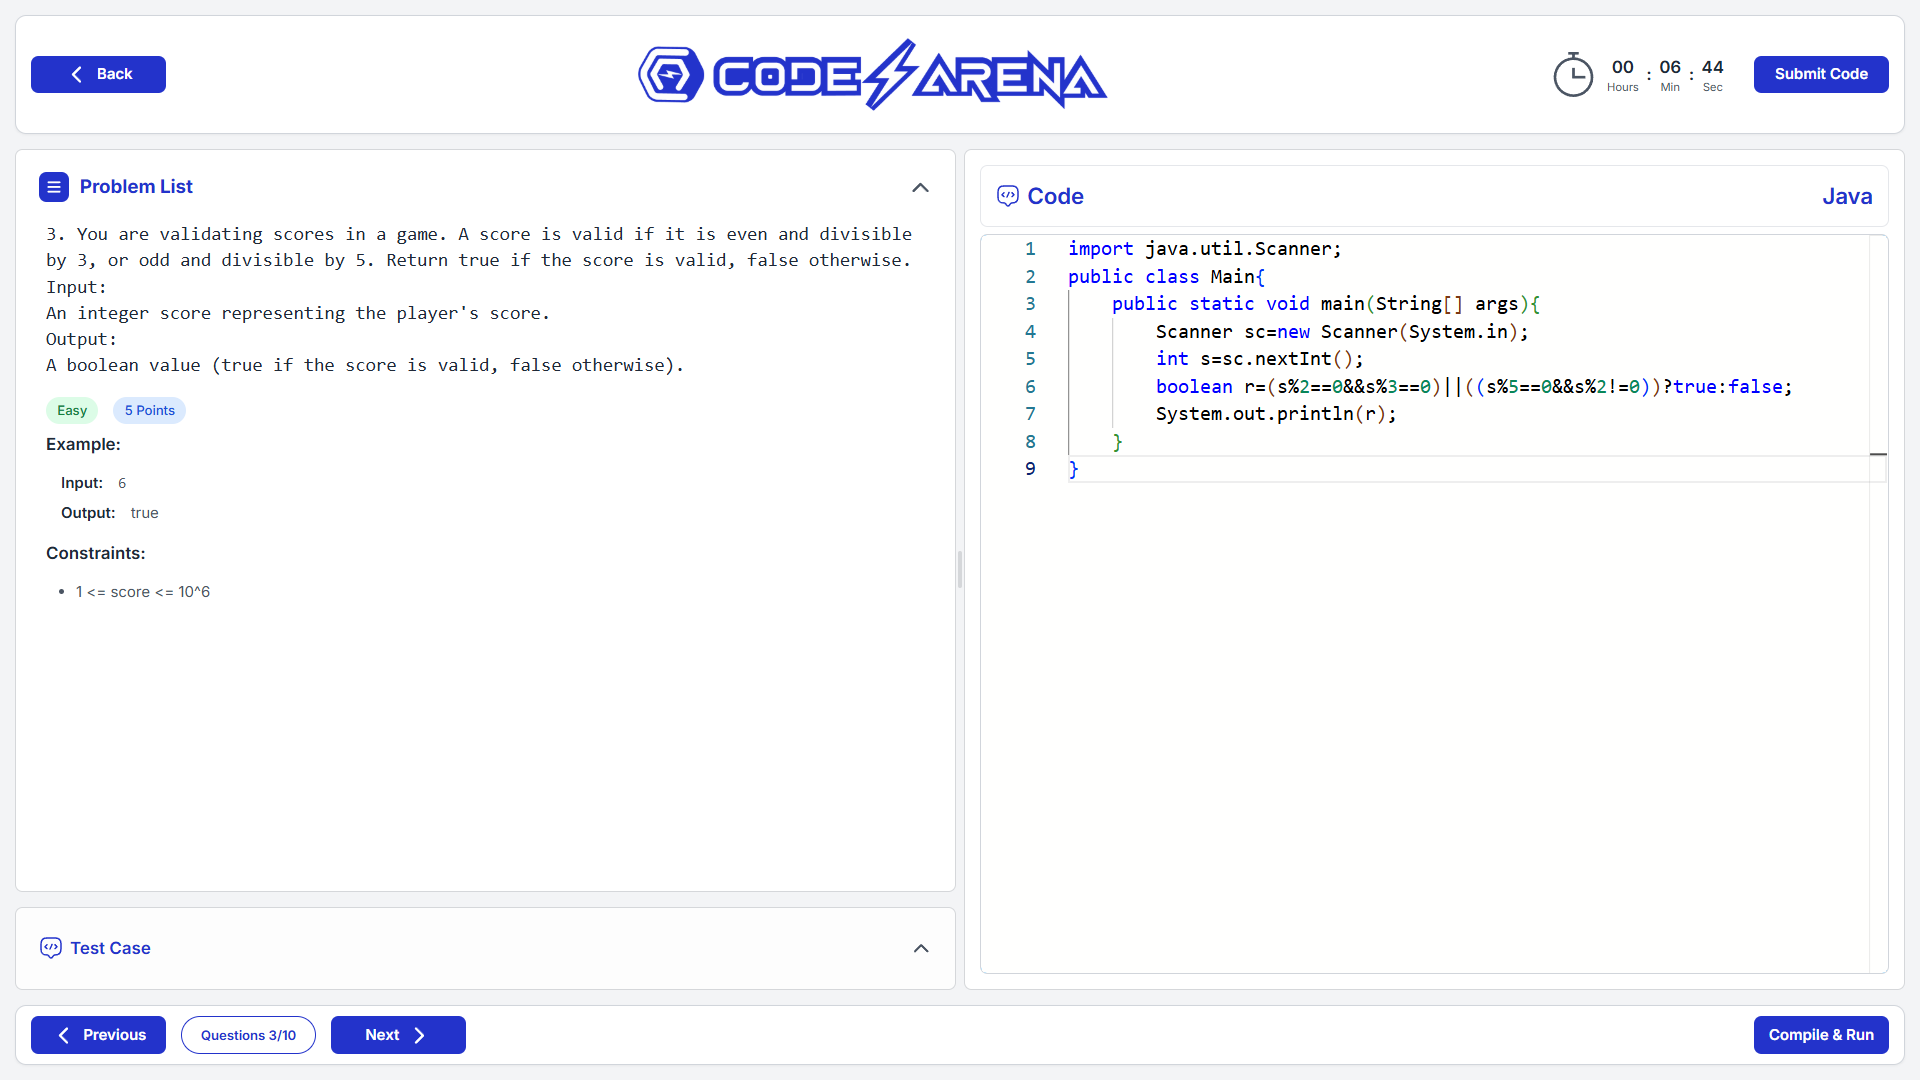 Back
CODE ARENA
00 : 06 : 44
Hours Min Sec
Submit Code
Problem List
3. You are validating scores in a game. A score is valid if it is even and divisible
by 3, or odd and divisible by 5. Return true if the score is valid, false otherwise.
Input:
An integer score representing the player's score.
Output:
A boolean value (true if the score is valid, false otherwise).
Easy 5 Points
Example:
Input: 6
Output: true
Constraints:
• 1 <= score <= 10^6
Test Case
Code
Java
1 import java.util.Scanner;
2 public class Main{
3     public static void main(String[] args){
4         Scanner sc=new Scanner(System.in);
5         int s=sc.nextInt();
6         boolean r=(s%2==0&&s%3==0)||((s%5==0&&s%2!=0))?true:false;
7         System.out.println(r);
8     }
9 }
Previous
Questions 3/10
Next
Compile & Run